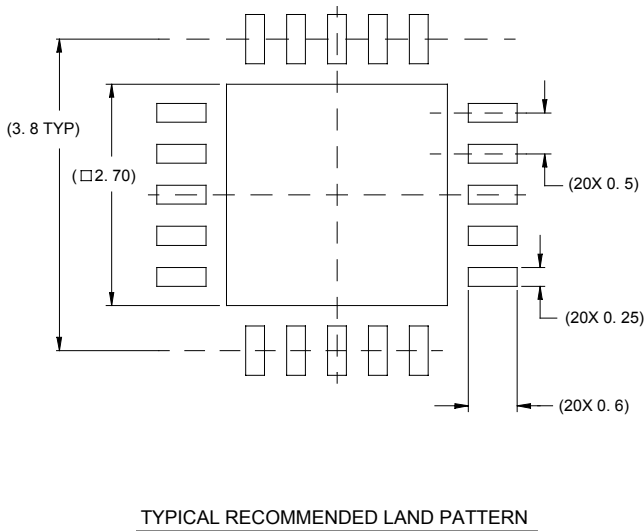 (3. 8 TYP)
(□2. 70)
(20X 0. 5)
(20X 0. 25)
(20X 0. 6)
TYPICAL RECOMMENDED LAND PATTERN